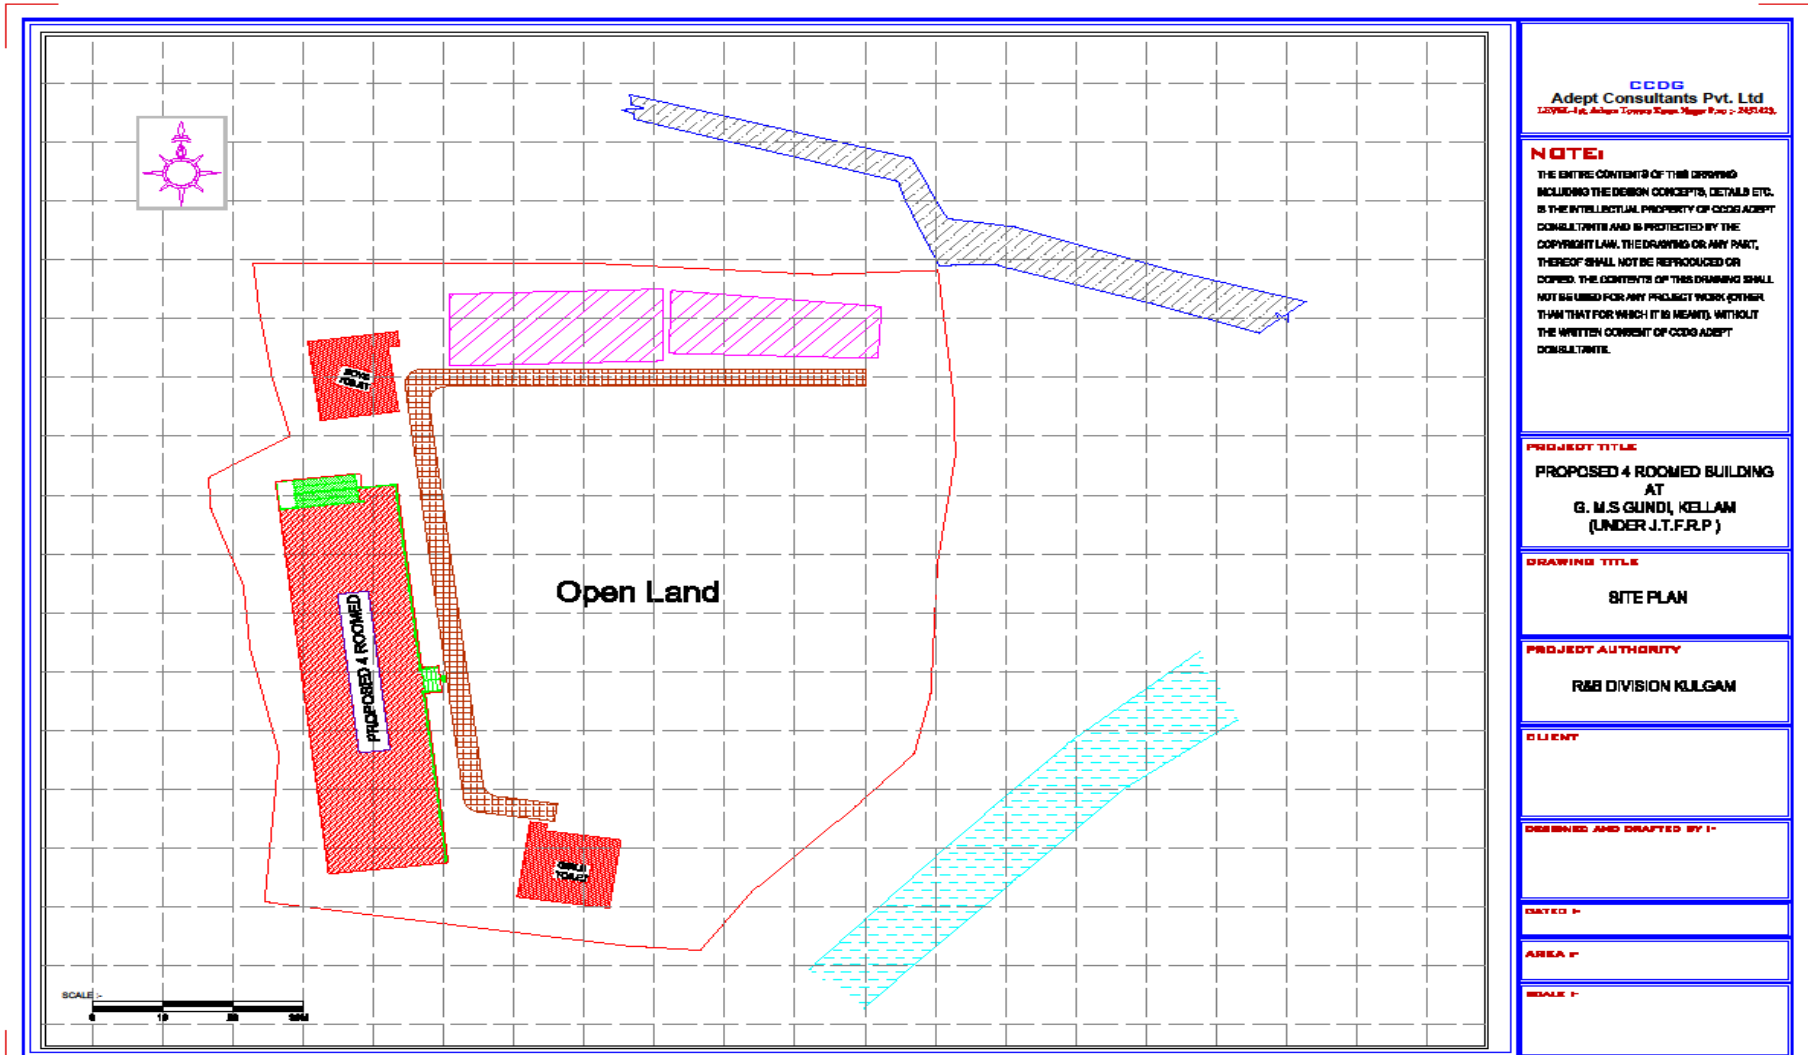 CCDG
Adept Consultants Pvt. Ltd
NOTE:
THE ENTIRE CONTENTS OF THIS DRAWING
INCLUDING THE DESIGN CONCEPTS, DETAILS ETC.
IS THE INTELLECTUAL PROPERTY OF CCDG ADEPT
CONSULTANTS AND IS PROTECTED BY THE
COPYRIGHT LAW. THE DRAWING OR ANY PART,
THEREOF SHALL NOT BE REPRODUCED OR
COPIED. THE CONTENTS OF THIS DRAWING SHALL
NOT BE USED FOR ANY PROJECT WORK (OTHER
THAN THAT FOR WHICH IT IS MEANT). WITHOUT
THE WRITTEN CONSENT OF CCDG ADEPT
CONSULTANTS.
PROJECT TITLE
PROPOSED 4 ROOMED BUILDING
AT
G. M.S GUNDI, KELLAM
(UNDER J.T.F.R.P )
DRAWING TITLE
SITE PLAN
PROJECT AUTHORITY
R&B DIVISION KULGAM
CLIENT
DESIGNED AND DRAFTED BY :-
DATED :-
AREA :-
SCALE :-
BOYS
TOILET
PROPOSED 4 ROOMED
Open Land
GIRLS
TOILET
SCALE :-
0 10 20 30M